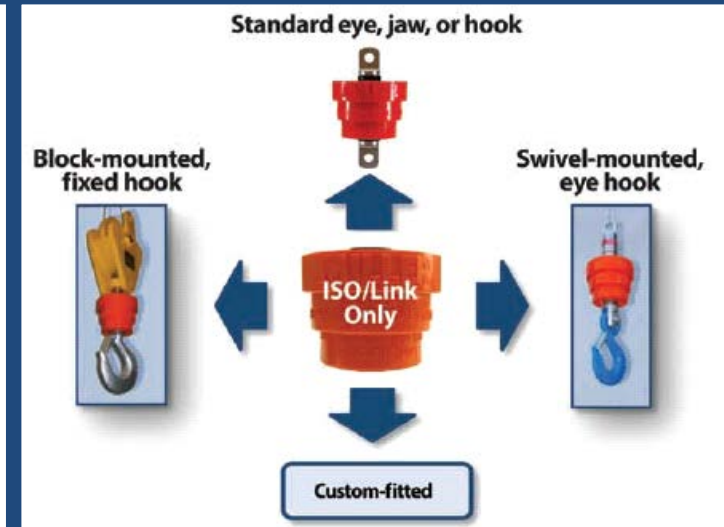 Standard eye, jaw, or hook
Block-mounted,
fixed hook
Swivel-mounted,
eye hook
ISO/Link
Only
Custom-fitted